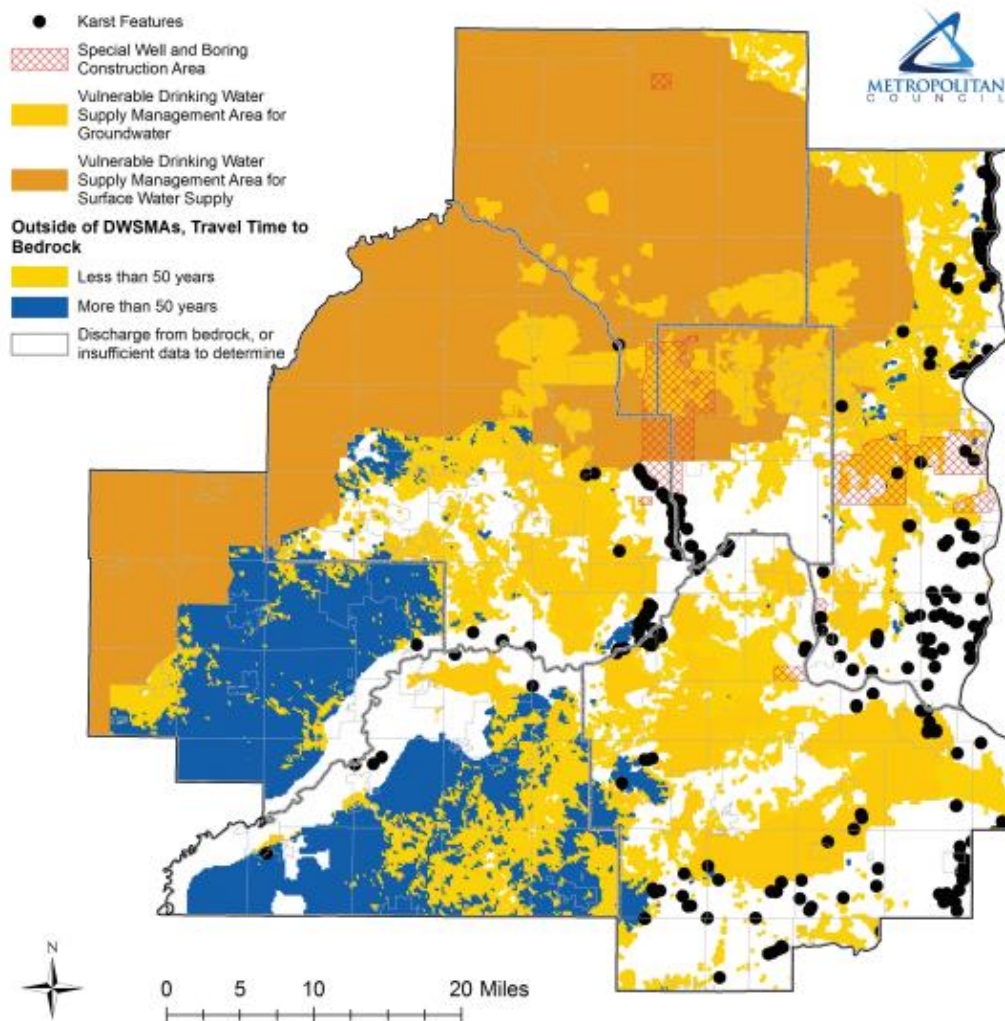 Karst Features
Special Well and Boring
Construction Area
Vulnerable Drinking Water
Supply Management Area for
Groundwater
Vulnerable Drinking Water
Supply Management Area for
Surface Water Supply
Outside of DWSMAs, Travel Time to
Bedrock
Less than 50 years
More than 50 years
Discharge from bedrock, or
insufficient data to determine
METROPOLITAN
COUNCIL
N
0 5 10 20 Miles